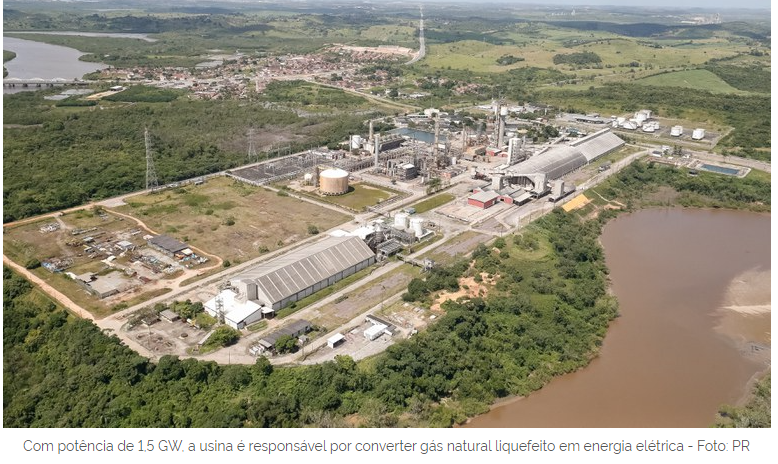 Com potência de 1,5 GW, a usina é responsável por converter gás natural liquefeito em energia elétrica - Foto: PR